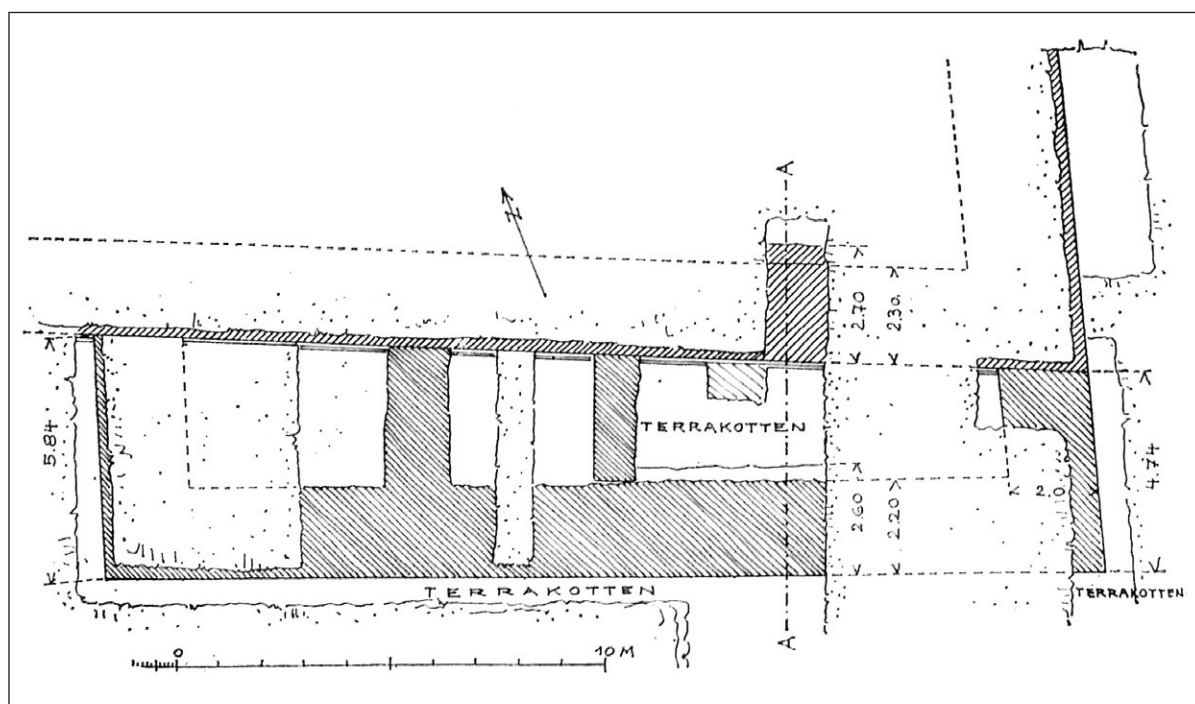 A
N
2.70
2.30
5.84
TERRAKOTTEN
2.60
2.20
2.0
4.74
TERRAKOTTEN
TERRAKOTTEN
A
0
10 M